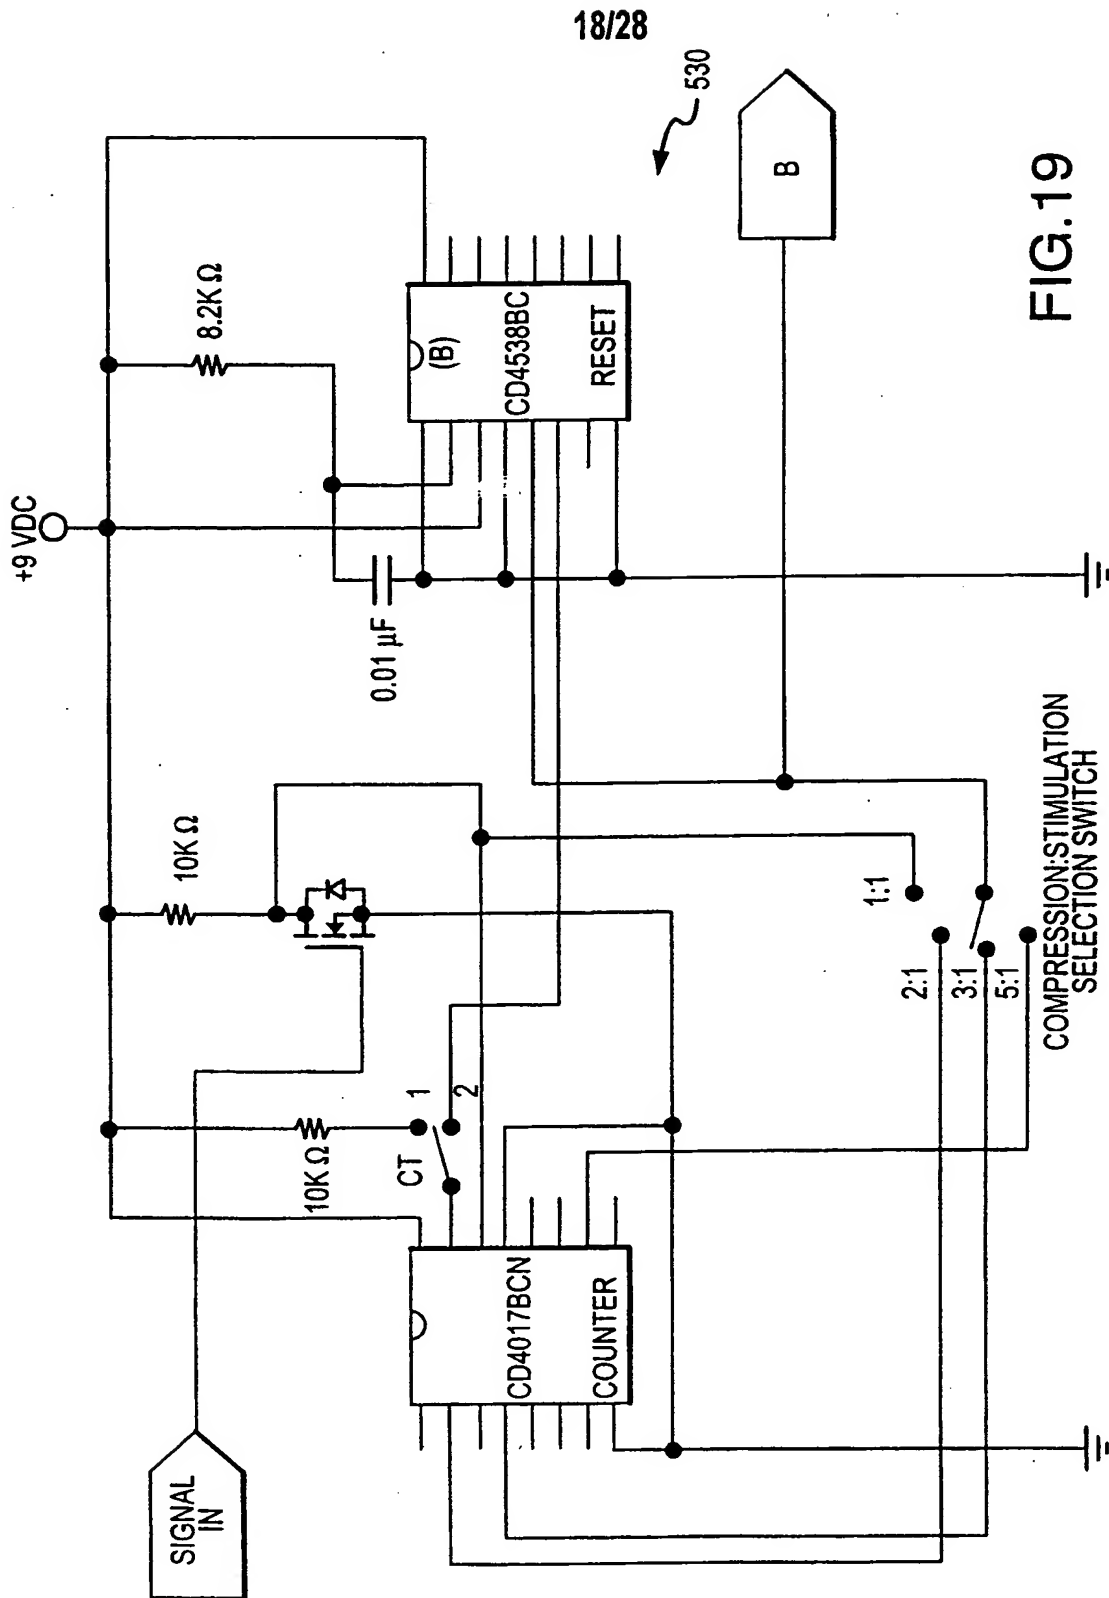 18/28
530
+9 VDC
8.2K Ω
10K Ω
0.01 µF
(B)
CD4538BC
RESET
B
10K Ω
CT
1
2
SIGNAL
IN
CD4017BCN
COUNTER
1:1
2:1
3:1
5:1
COMPRESSION:STIMULATION
SELECTION SWITCH
FIG.19